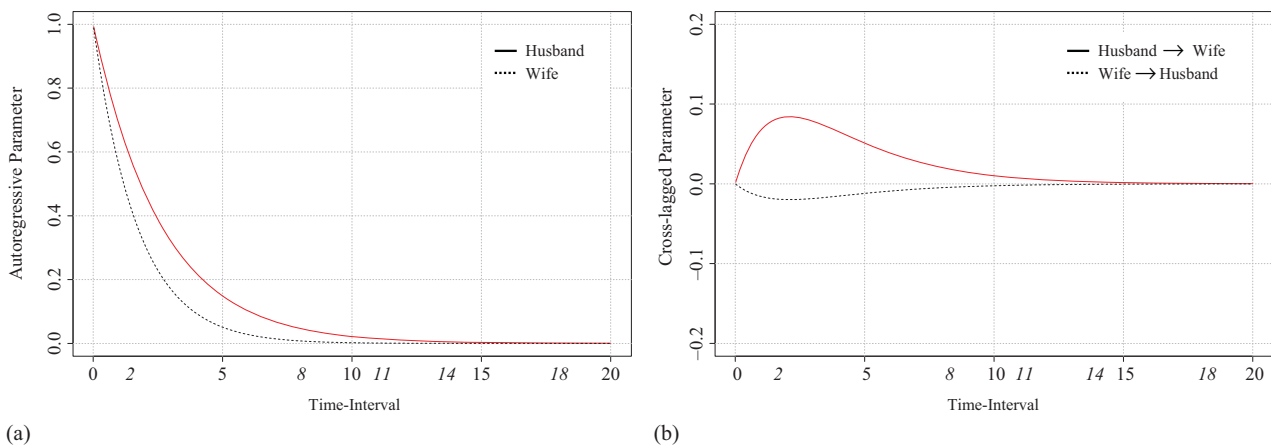 Autoregressive Parameter
1.0
0.8
0.6
0.4
0.2
0.0
Husband
Wife
0 2 5 8 10 11 14 15 18 20
Time-Interval
(a)
Cross-lagged Parameter
0.2
0.1
0.0
−0.1
−0.2
Husband → Wife
Wife → Husband
0 2 5 8 10 11 14 15 18 20
Time-Interval
(b)